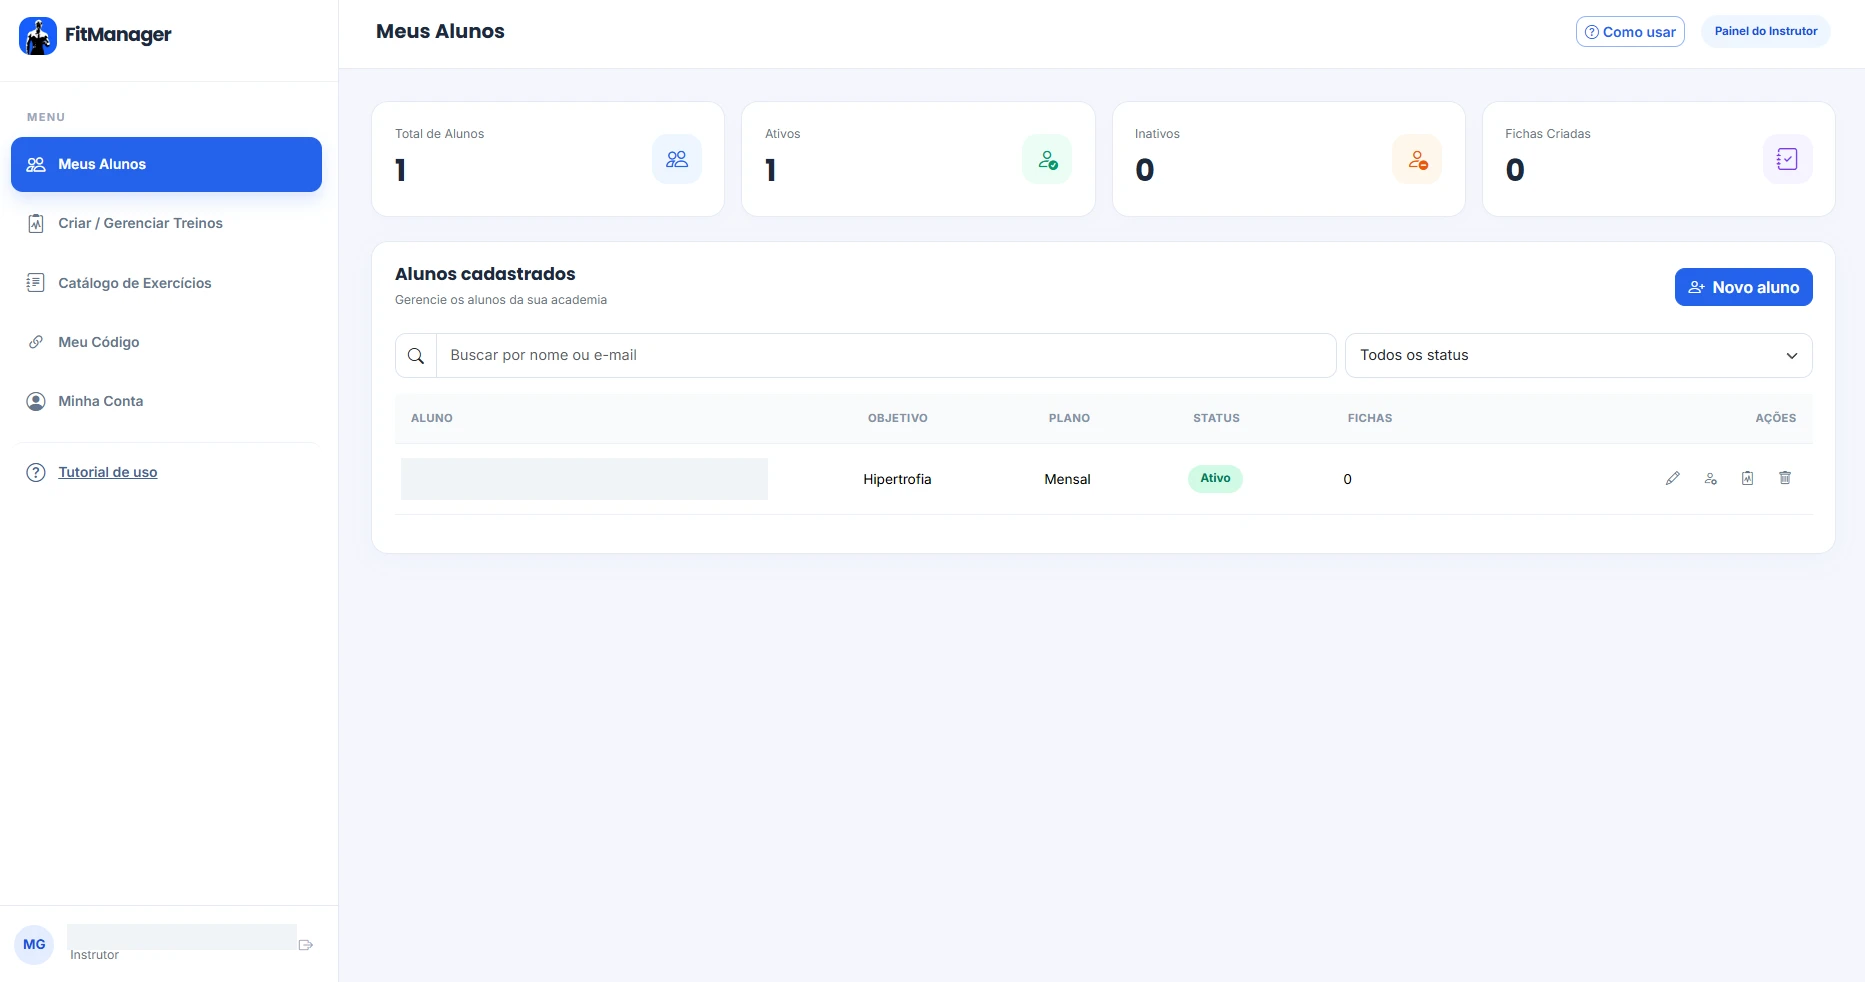 FitManager
Meus Alunos
Como usar
Painel do Instrutor
MENU
Meus Alunos
Criar / Gerenciar Treinos
Catálogo de Exercícios
Meu Código
Minha Conta
Tutorial de uso
Total de Alunos
1
Ativos
1
Inativos
0
Fichas Criadas
0
Alunos cadastrados
Gerencie os alunos da sua academia
Novo aluno
Buscar por nome ou e-mail
Todos os status
ALUNO OBJETIVO PLANO STATUS FICHAS AÇÕES
Hipertrofia Mensal Ativo 0
MG
Instrutor